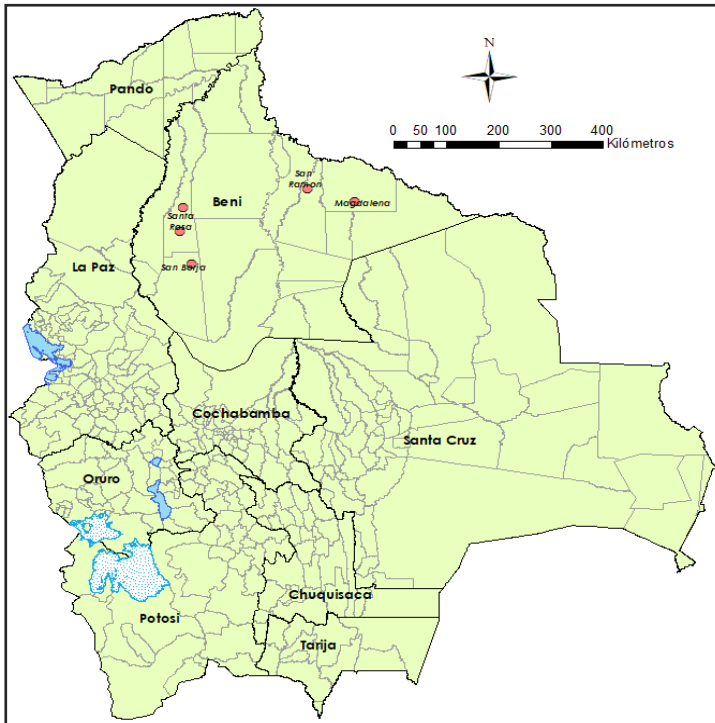 N
Pando
0 50 100 200 300 400
Kilómetros
San
Ramon
Beni
Magdalena
Santa
Rosa
La Paz
San Borja
Cochabamba
Santa Cruz
Oruro
Chuquisaca
Potosi
Tarija